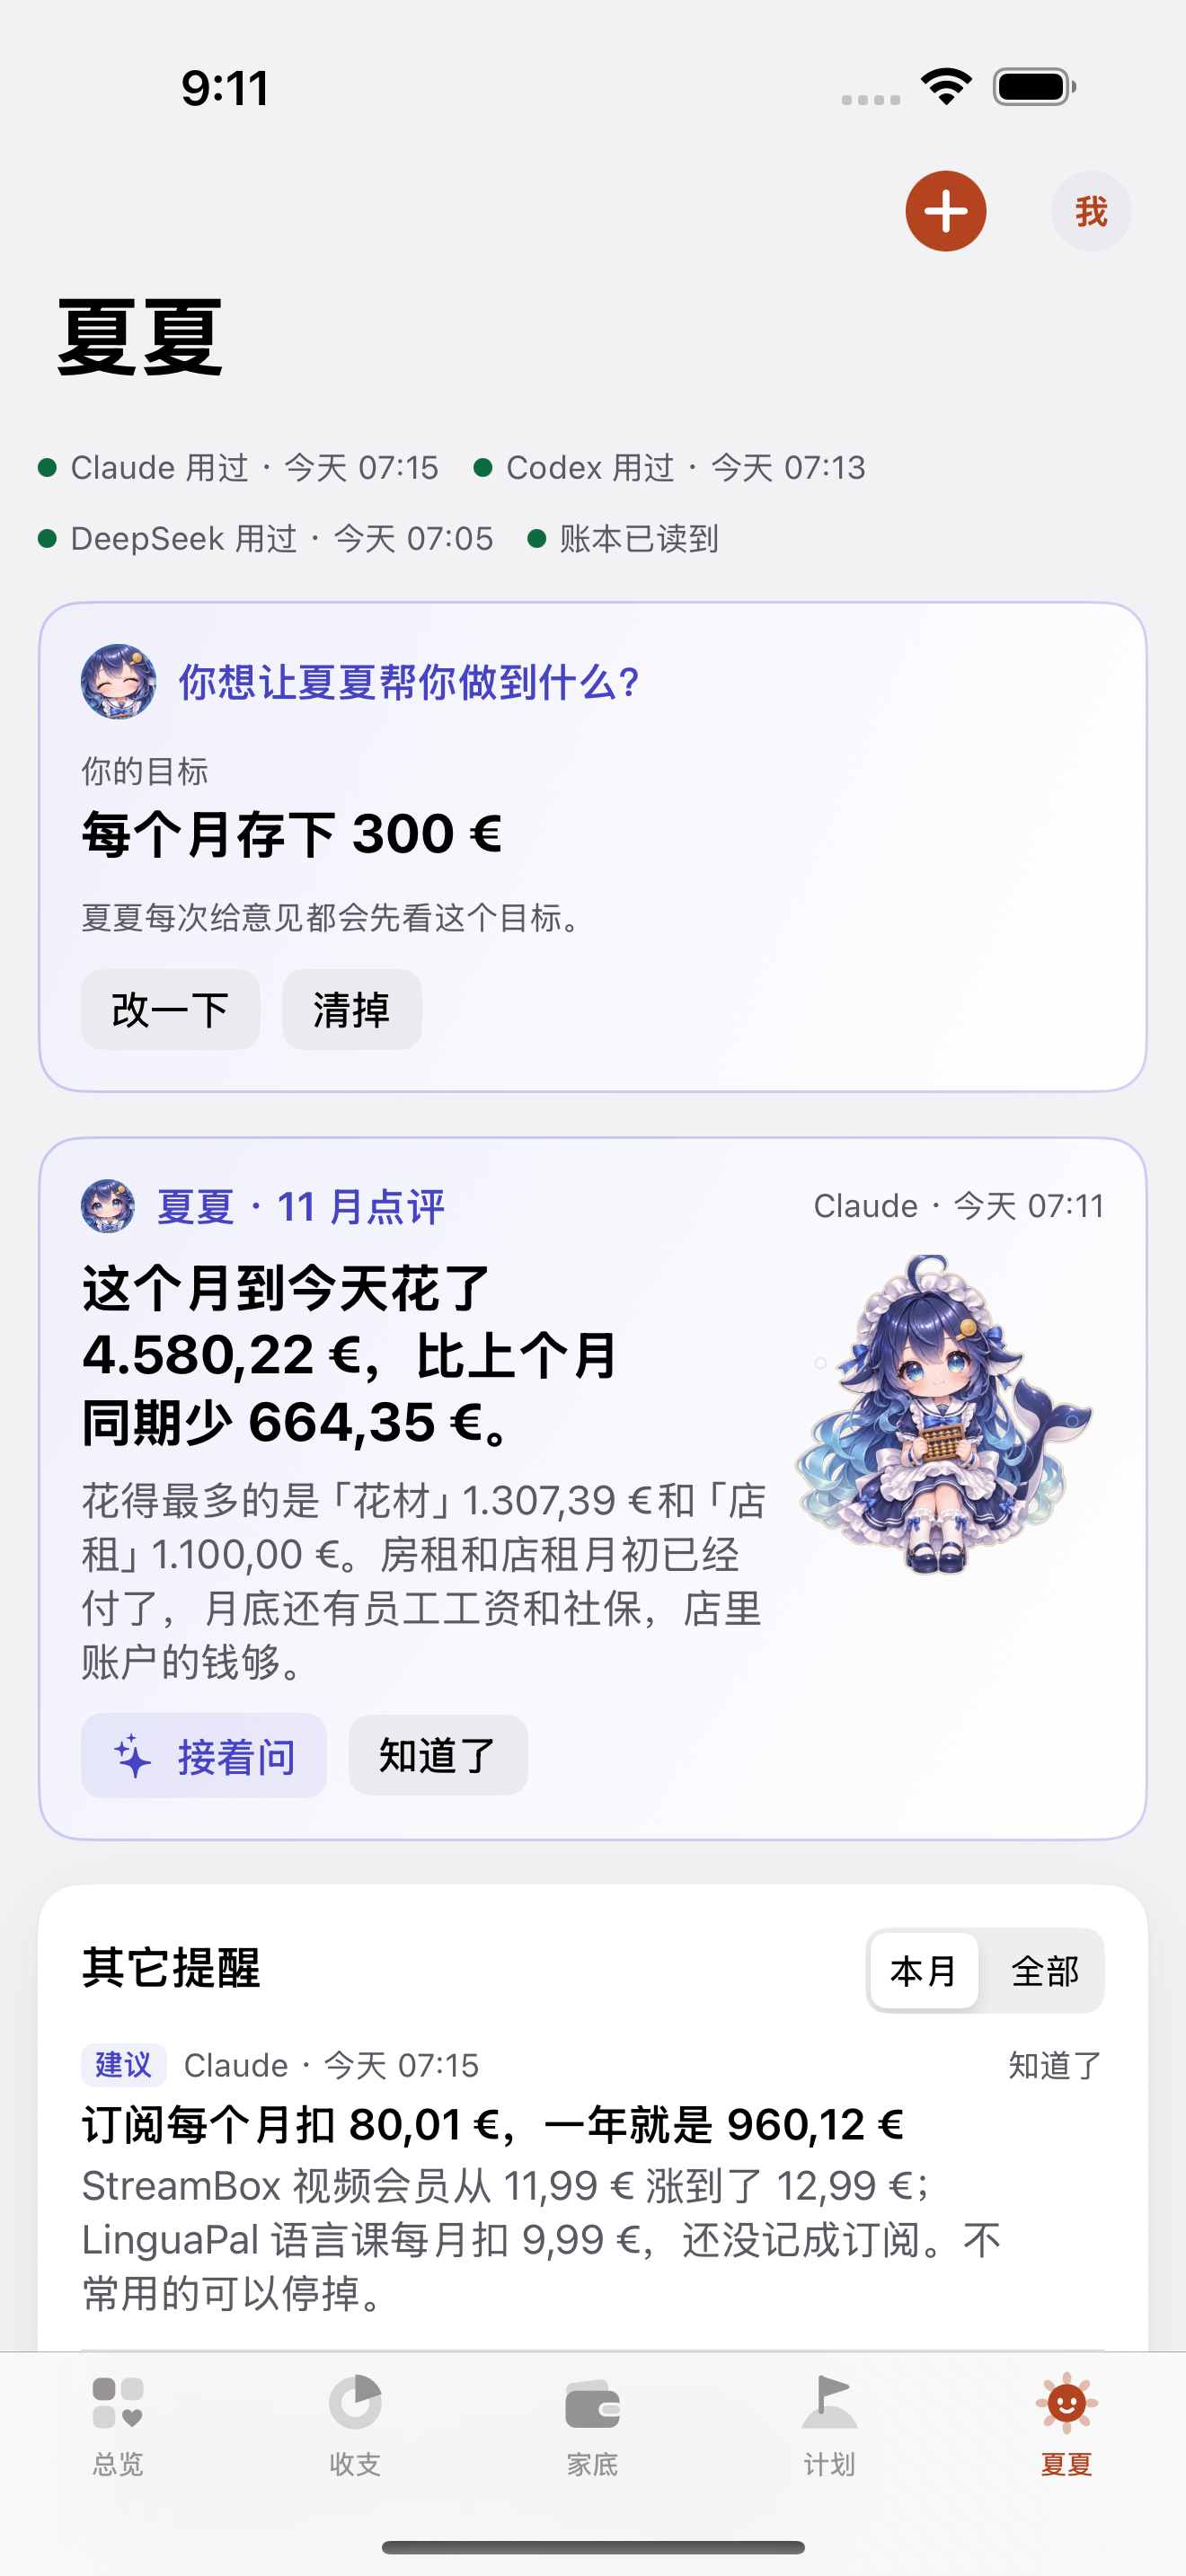 9:11
我
夏夏
Claude 用过 · 今天 07:15
Codex 用过 · 今天 07:13
DeepSeek 用过 · 今天 07:05
账本已读到
你想让夏夏帮你做到什么?
你的目标
每个月存下 300 €
夏夏每次给意见都会先看这个目标。
改一下
清掉
夏夏 · 11 月点评
Claude · 今天 07:11
这个月到今天花了
4.580,22 €，比上个月
同期少 664,35 €。
花得最多的是「花材」1.307,39 €和「店
租」1.100,00 €。房租和店租月初已经
付了，月底还有员工工资和社保，店里
账户的钱够。
接着问
知道了
其它提醒
本月
全部
建议
Claude · 今天 07:15
知道了
订阅每个月扣 80,01 €，一年就是 960,12 €
StreamBox 视频会员从 11,99 € 涨到了 12,99 €；
LinguaPal 语言课每月扣 9,99 €，还没记成订阅。不
常用的可以停掉。
总览
收支
家底
计划
夏夏